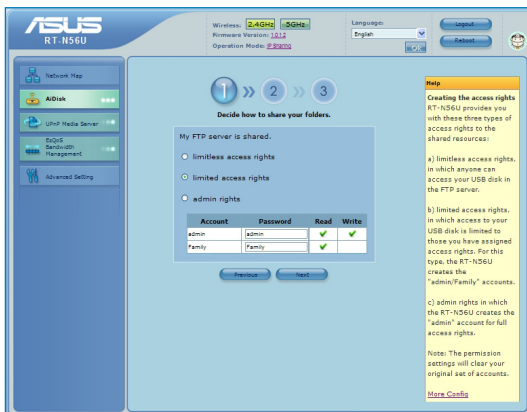 ASUS
RT-N56U
Wireless: 2.4GHz 5GHz
Firmware Version: 1.0.1.2
Operation Mode: IP Sharing
Language:
English
Logout
Reboot
Network Map
AiDisk
UPnP Media Server
EzQoS
Bandwidth
Management
Advanced Setting
1 » 2 » 3
Decide how to share your folders.
My FTP server is shared.
limitless access rights
limited access rights
admin rights
Account Password Read Write
admin admin
Family Family
Previous Next
Help
Creating the access rights
RT-N56U provides you
with these three types of
access rights to the
shared resources:
a) limitless access rights,
in which anyone can
access your USB disk in
the FTP server.
b) limited access rights,
in which access to your
USB disk is limited to
those you have assigned
access rights. For this
type, the RT-N56U
creates the
"admin/Family" accounts.
c) admin rights in which
the RT-N56U creates the
"admin" account for full
access rights.
Note: The permission
settings will clear your
original set of accounts.
More Config